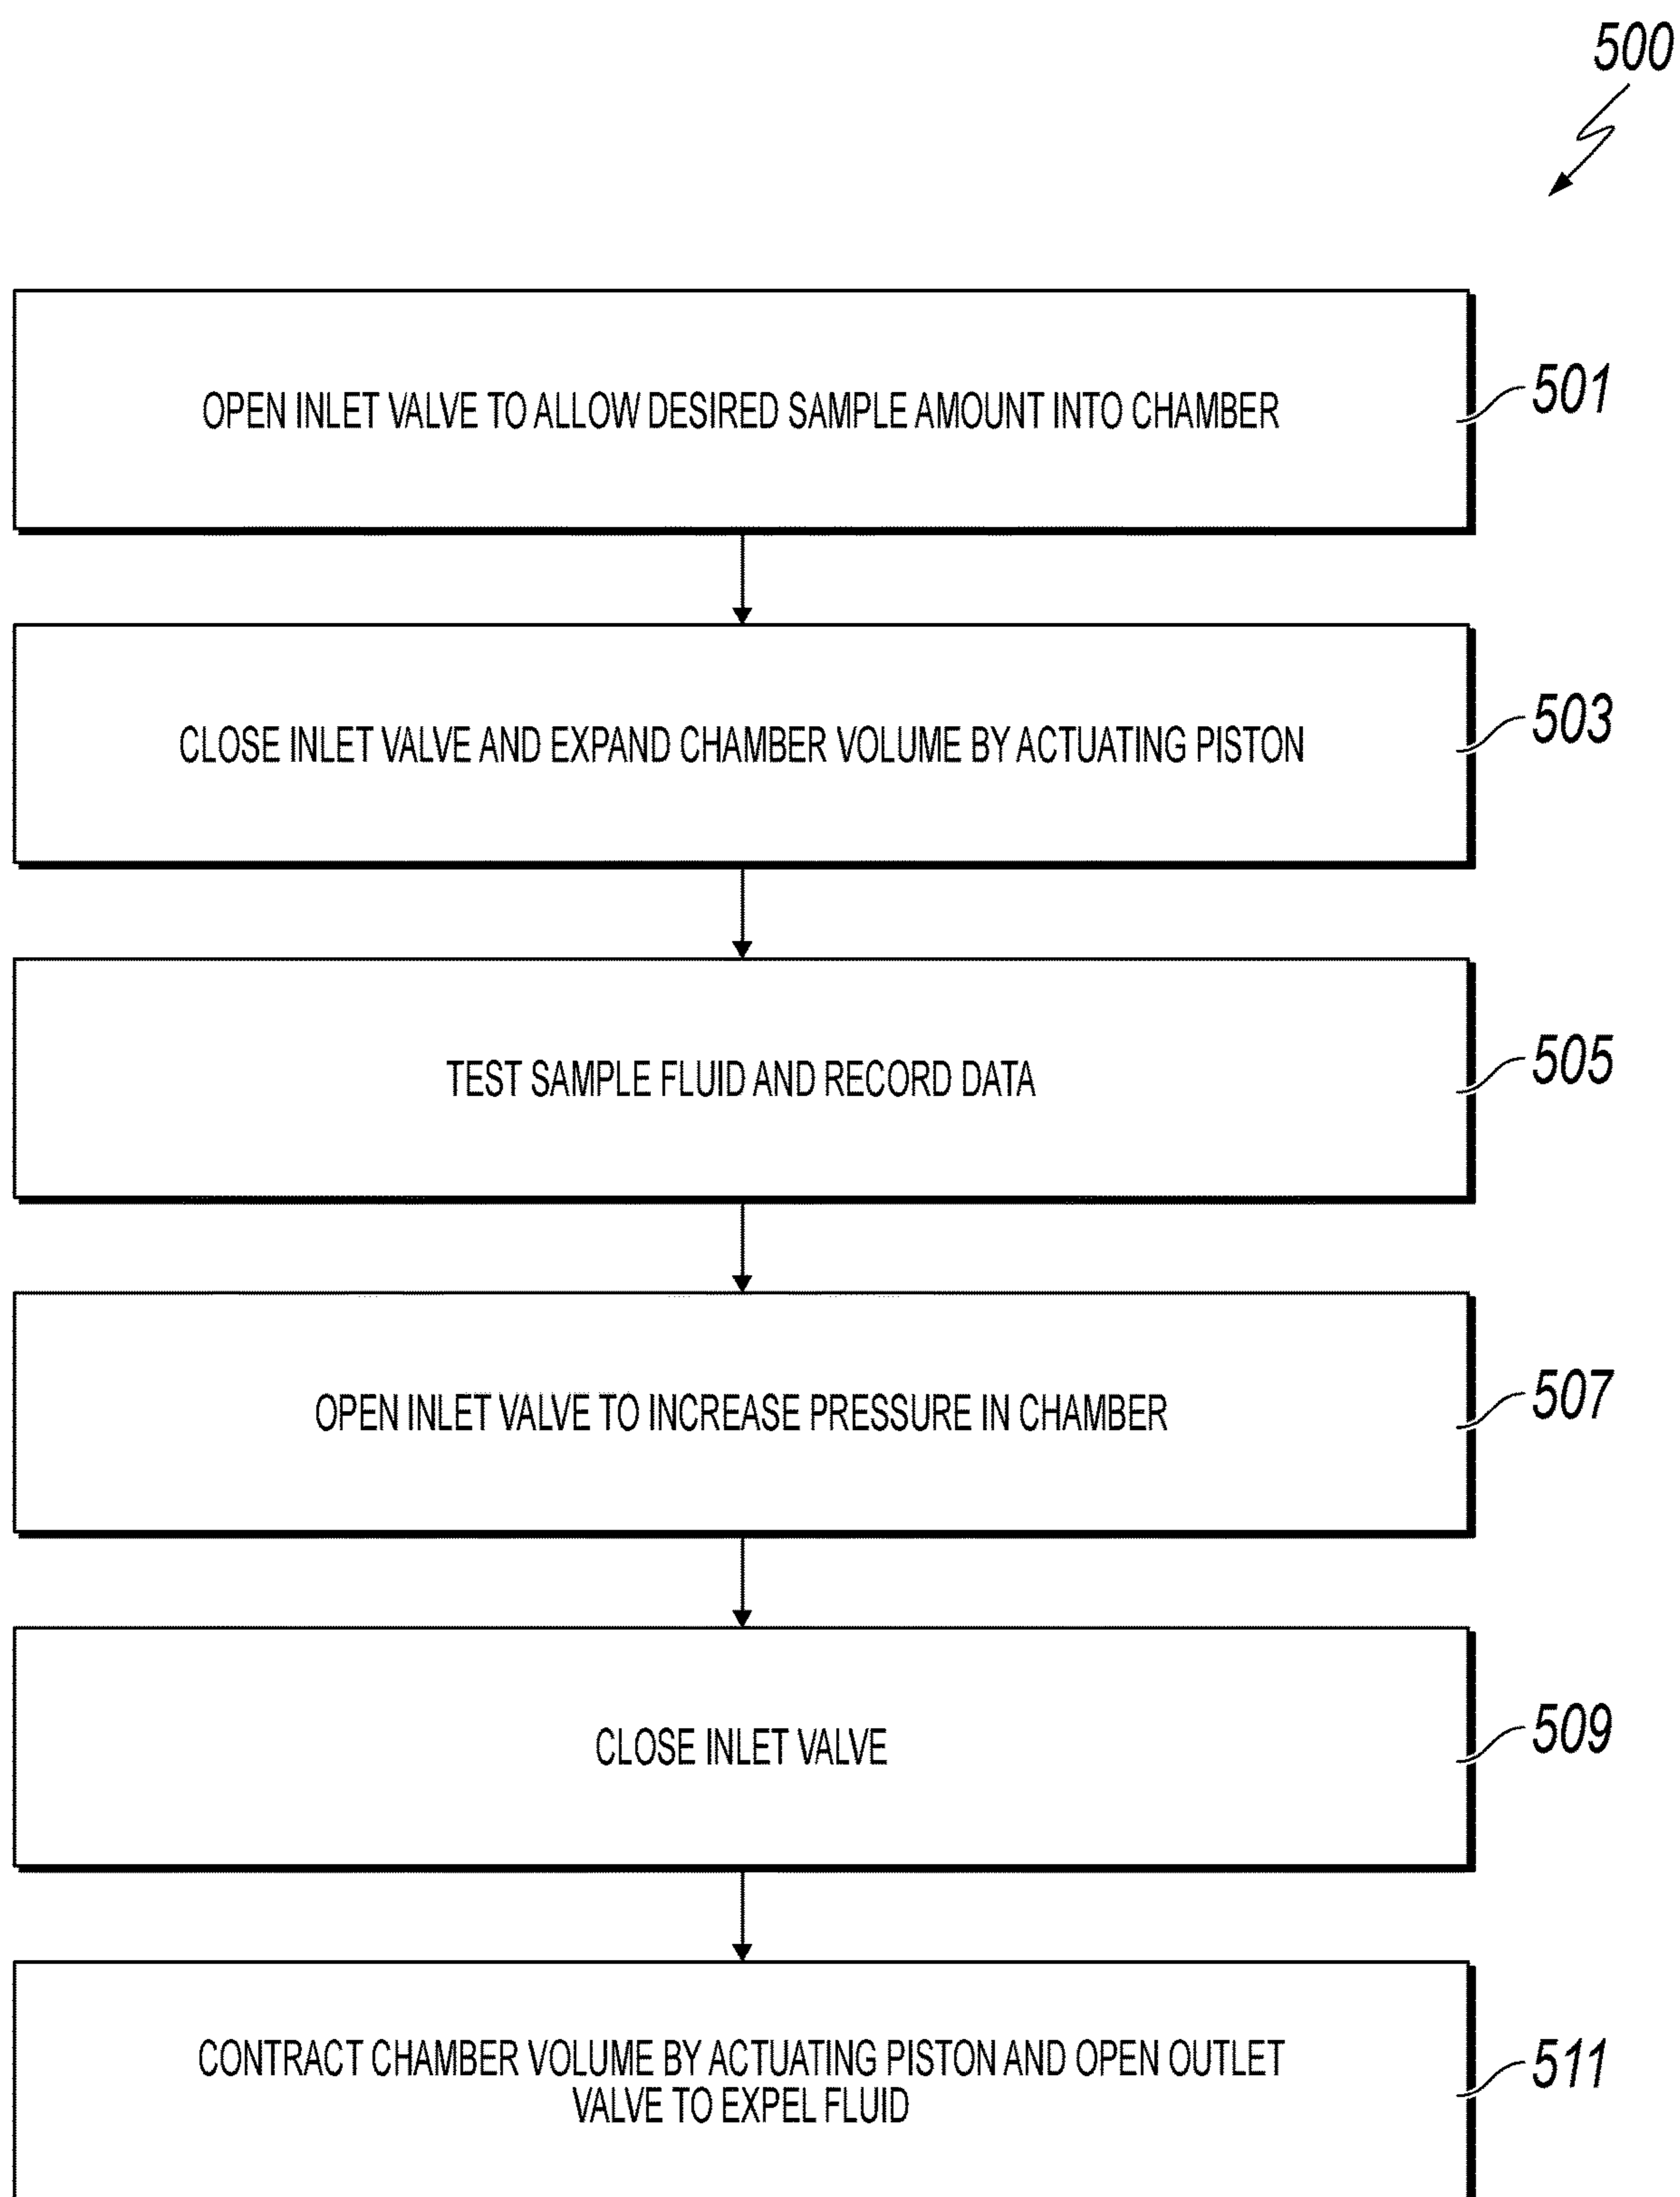 500
OPEN INLET VALVE TO ALLOW DESIRED SAMPLE AMOUNT INTO CHAMBER
501
CLOSE INLET VALVE AND EXPAND CHAMBER VOLUME BY ACTUATING PISTON
503
TEST SAMPLE FLUID AND RECORD DATA
505
OPEN INLET VALVE TO INCREASE PRESSURE IN CHAMBER
507
CLOSE INLET VALVE
509
CONTRACT CHAMBER VOLUME BY ACTUATING PISTON AND OPEN OUTLET
VALVE TO EXPEL FLUID
511